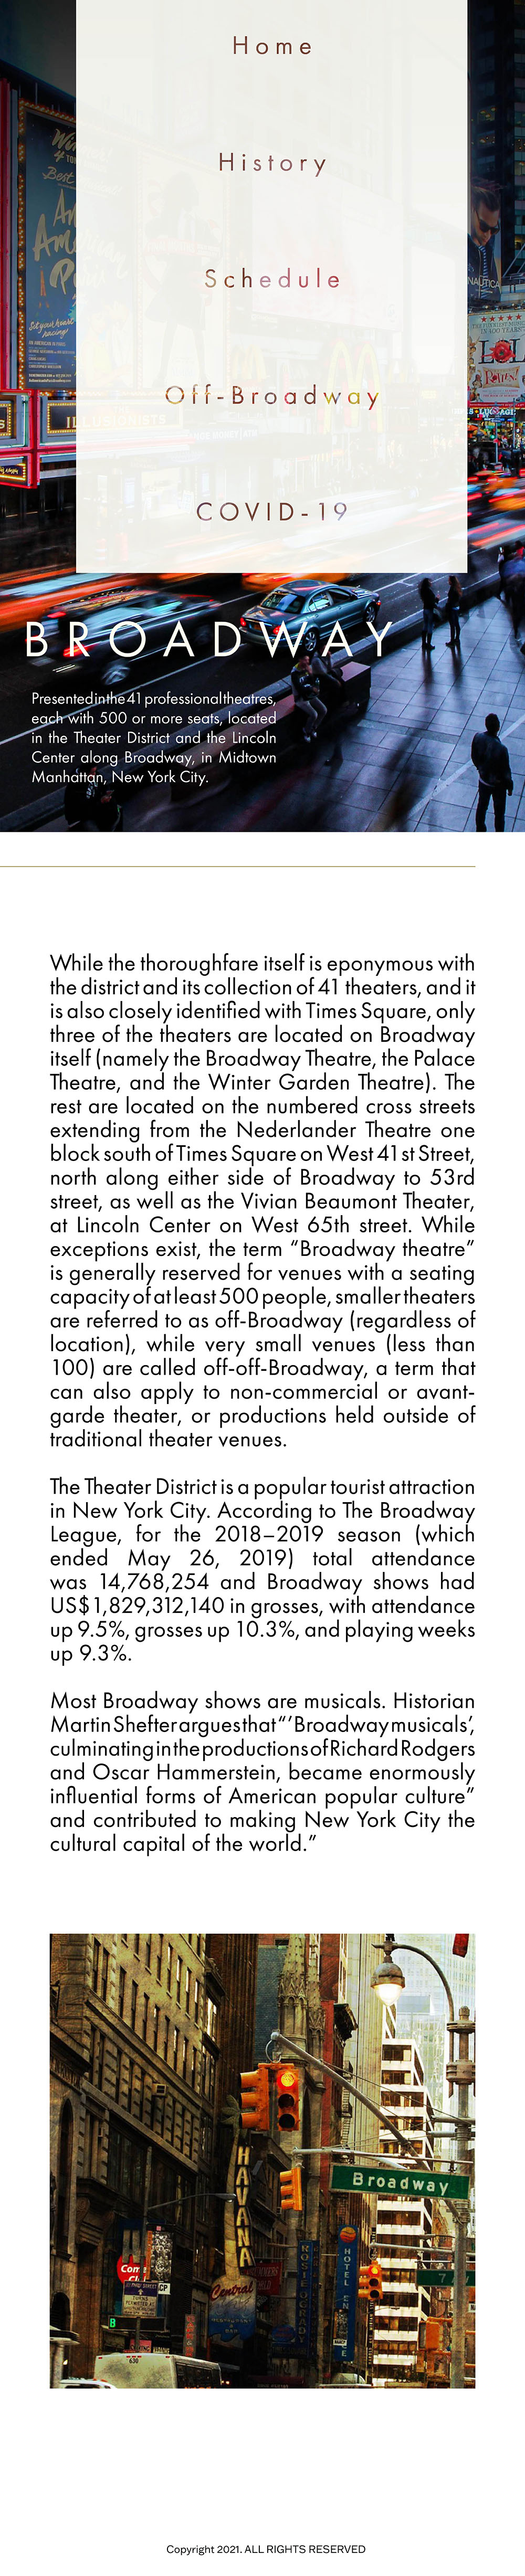 Home
History
Schedule
Off-Broadway
COVID-19
ILLUSIONISTS
NAUTICA
BROADWAY
Presentedinthe41professionaltheatres,
each with 500 or more seats, located
in the Theater District and the Lincoln
Center along Broadway, in Midtown
Manhattan, New York City.
While the thoroughfare itself is eponymous with
the district and its collection of 41 theaters, and it
is also closely identified with Times Square, only
three of the theaters are located on Broadway
itself (namely the Broadway Theatre, the Palace
Theatre, and the Winter Garden Theatre). The
rest are located on the numbered cross streets
extending from the Nederlander Theatre one
block south of Times Square on West 41st Street,
north along either side of Broadway to 53rd
street, as well as the Vivian Beaumont Theater,
at Lincoln Center on West 65th street. While
exceptions exist, the term “Broadway theatre”
is generally reserved for venues with a seating
capacity of at least 500 people, smaller theaters
are referred to as off-Broadway (regardless of
location), while very small venues (less than
100) are called off-off-Broadway, a term that
can also apply to non-commercial or avant-
garde theater, or productions held outside of
traditional theater venues.
The Theater District is a popular tourist attraction
in New York City. According to The Broadway
League, for the 2018–2019 season (which
ended May 26, 2019) total attendance
was 14,768,254 and Broadway shows had
US$1,829,312,140 in grosses, with attendance
up 9.5%, grosses up 10.3%, and playing weeks
up 9.3%.
Most Broadway shows are musicals. Historian
Martin Shefter argues that “‘Broadway musicals’,
culminating in the productions of Richard Rodgers
and Oscar Hammerstein, became enormously
influential forms of American popular culture”
and contributed to making New York City the
cultural capital of the world.”
Broadway
HAVANA
Central
HOTEL
7
630
Copyright 2021. ALL RIGHTS RESERVED